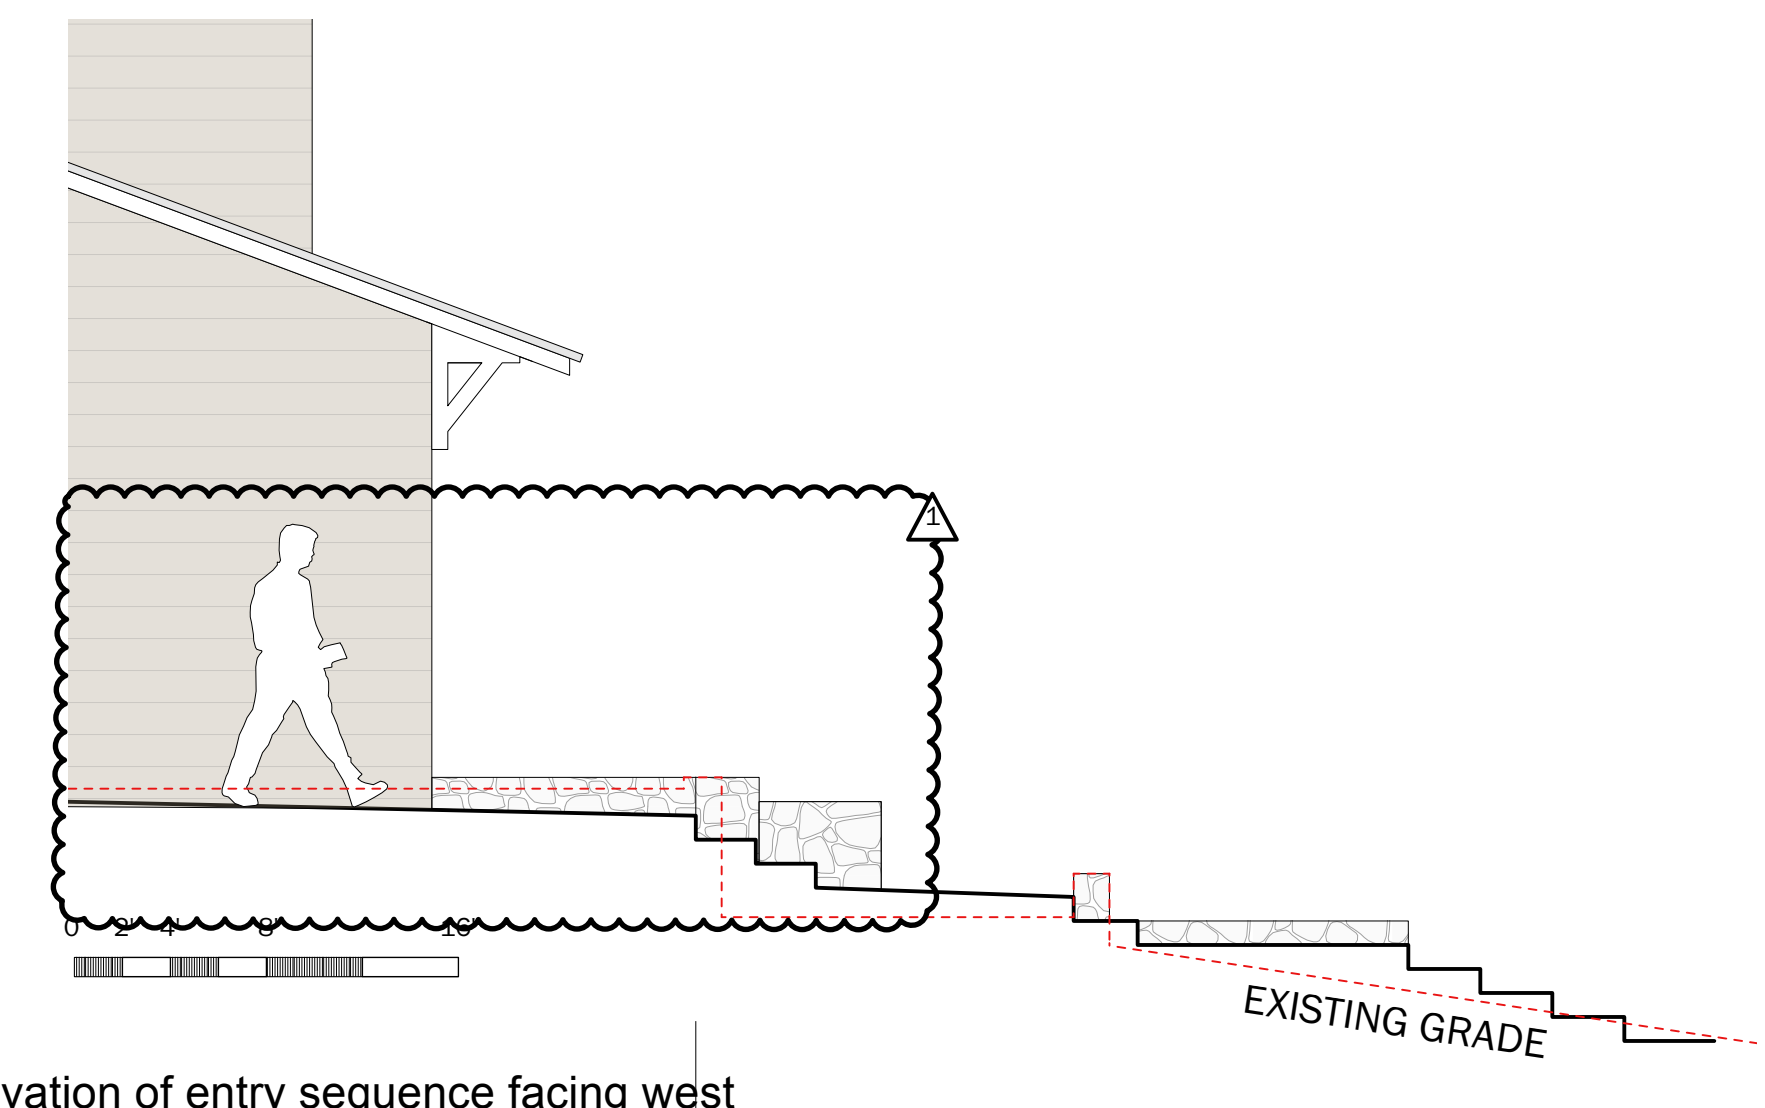 1
0 2' 4' 8' 16'
EXISTING GRADE
vation of entry sequence facing west